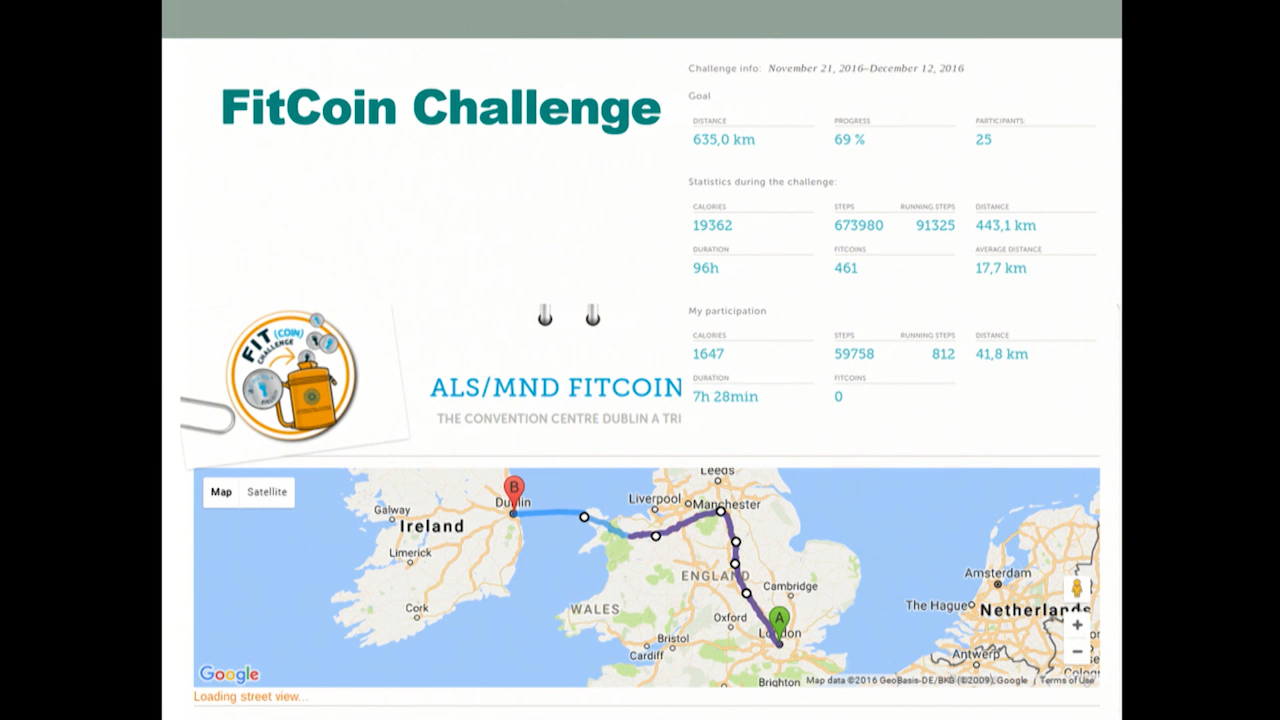 FitCoin Challenge
Challenge info: November 21, 2016–December 12, 2016
Goal
DISTANCE PROGRESS PARTICIPANTS:
635,0 km 69 % 25
Statistics during the challenge:
CALORIES STEPS RUNNING STEPS DISTANCE
19362 673980 91325 443,1 km
DURATION FITCOINS AVERAGE DISTANCE
96h 461 17,7 km
My participation
CALORIES STEPS RUNNING STEPS DISTANCE
1647 59758 812 41,8 km
DURATION FITCOINS
7h 28min 0
FIT (COIN)
CHALLENGE
ALS/MND FITCOIN
THE CONVENTION CENTRE DUBLIN A TRI
Map Satellite
Leeds
B
Dublin
Liverpool
Manchester
Galway
Ireland
Limerick
Cork
ENGLAND
WALES
Cambridge
Oxford
A
London
Bristol
Cardiff
Brighton
Amsterdam
The Hague
Netherlands
Antwerp
+
−
Google
Map data ©2016 GeoBasis-DE/BKG (©2009), Google Terms of Use
Loading street view...